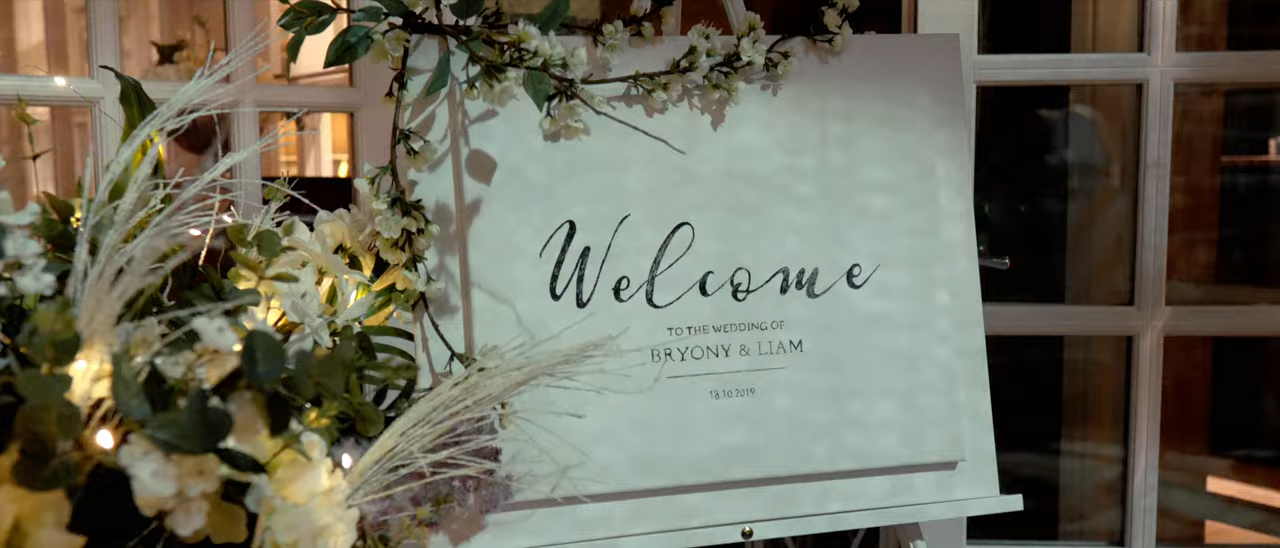 Welcome
TO THE WEDDING OF
BRYONY & LIAM
18.10.2019